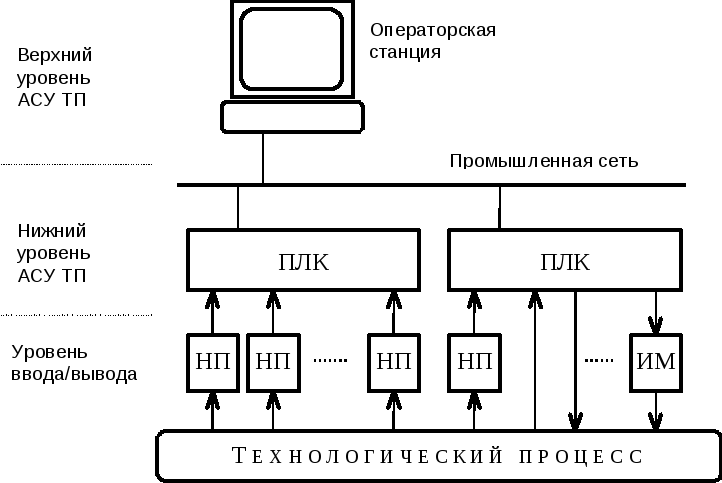 Операторская
станция
Верхний
уровень
АСУ ТП
Промышленная сеть
Нижний
уровень
АСУ ТП
ПЛК ПЛК
Уровень
ввода/вывода
НП НП ....... НП НП ...... ИМ
ТЕХНОЛОГИЧЕСКИЙ ПРОЦЕСС